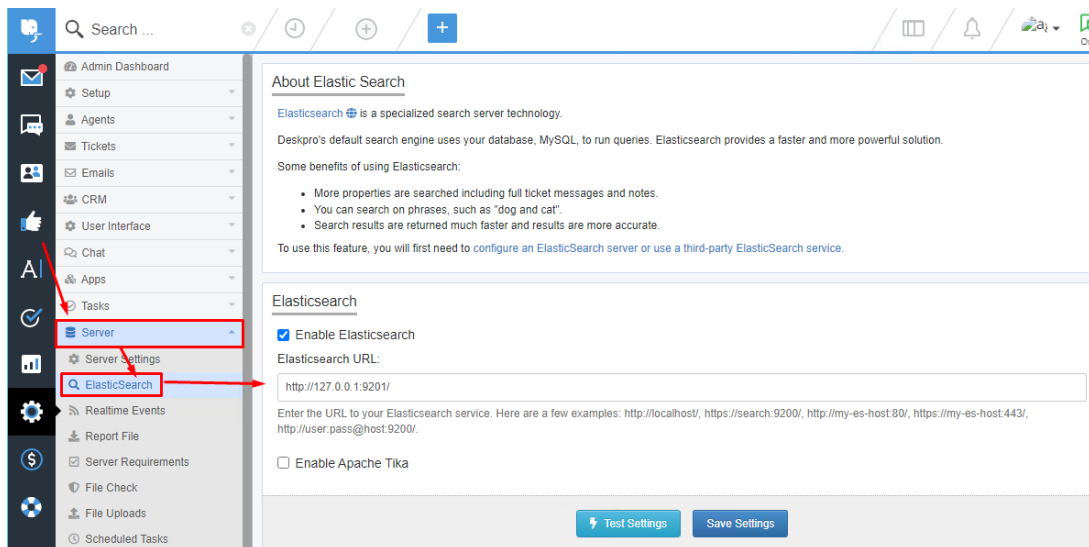 Search ...
Admin Dashboard
Setup
Agents
Tickets
Emails
CRM
User Interface
Chat
Apps
Tasks
Server
Server Settings
ElasticSearch
Realtime Events
Report File
Server Requirements
File Check
File Uploads
Scheduled Tasks
About Elastic Search
Elasticsearch is a specialized search server technology.
Deskpro's default search engine uses your database, MySQL, to run queries. Elasticsearch provides a faster and more powerful solution.
Some benefits of using Elasticsearch:
More properties are searched including full ticket messages and notes.
You can search on phrases, such as "dog and cat".
Search results are returned much faster and results are more accurate.
To use this feature, you will first need to configure an ElasticSearch server or use a third-party ElasticSearch service.
Elasticsearch
Enable Elasticsearch
Elasticsearch URL:
http://127.0.0.1:9201/
Enter the URL to your Elasticsearch service. Here are a few examples: http://localhost/, https://search:9200/, http://my-es-host:80/, https://my-es-host:443/,
http://user:pass@host:9200/.
Enable Apache Tika
Test Settings
Save Settings